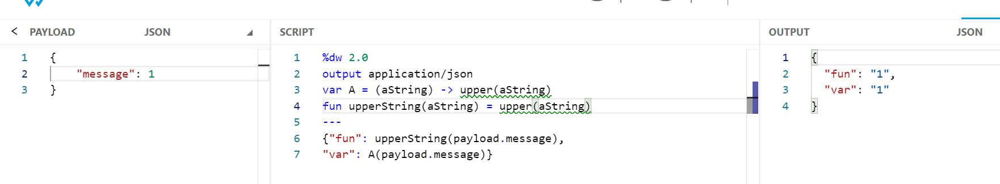 < PAYLOAD JSON
1 {
2 "message": 1
3 }
SCRIPT
1 %dw 2.0
2 output application/json
3 var A = (aString) -> upper(aString)
4 fun upperString(aString) = upper(aString)
5 ---
6 {"fun": upperString(payload.message),
7 "var": A(payload.message)}
OUTPUT JSON
1 {
2 "fun": "1",
3 "var": "1"
4 }